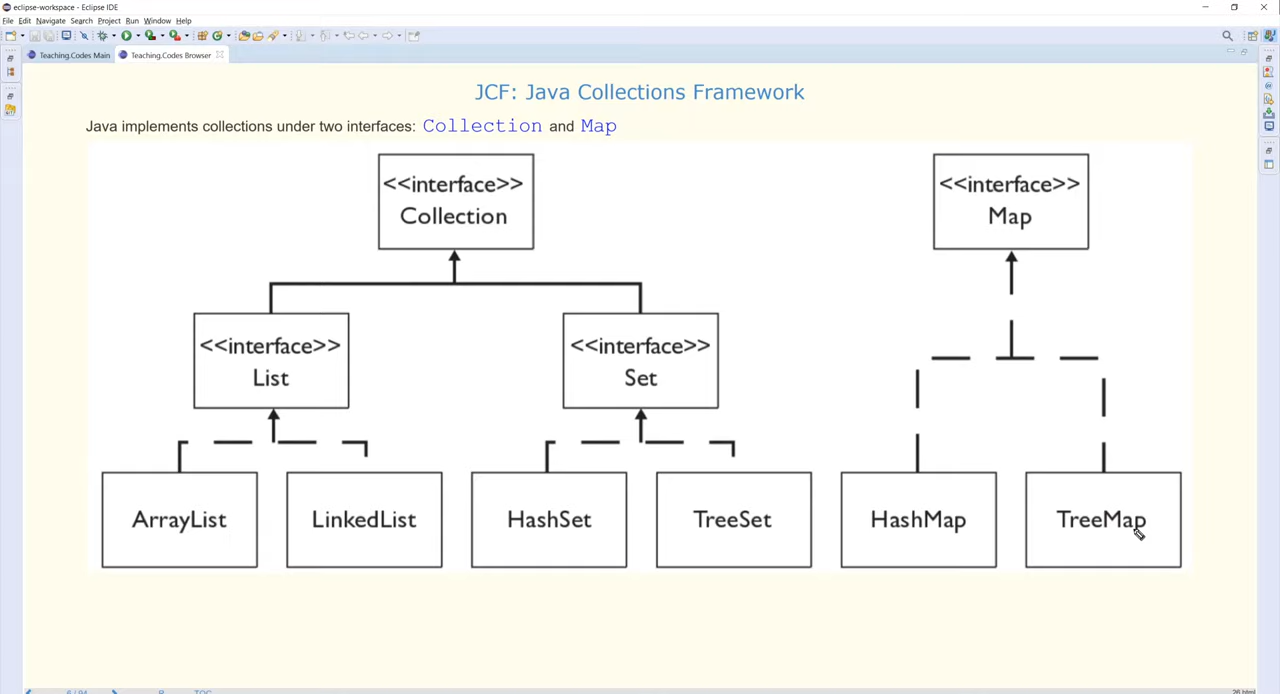 eclipse-workspace - Eclipse IDE
File Edit Navigate Search Project Run Window Help
Teaching.Codes Main
Teaching.Codes Browser
JCF: Java Collections Framework
Java implements collections under two interfaces: Collection and Map
<<interface>>
Collection
<<interface>>
Map
<<interface>>
List
<<interface>>
Set
ArrayList
LinkedList
HashSet
TreeSet
HashMap
TreeMap